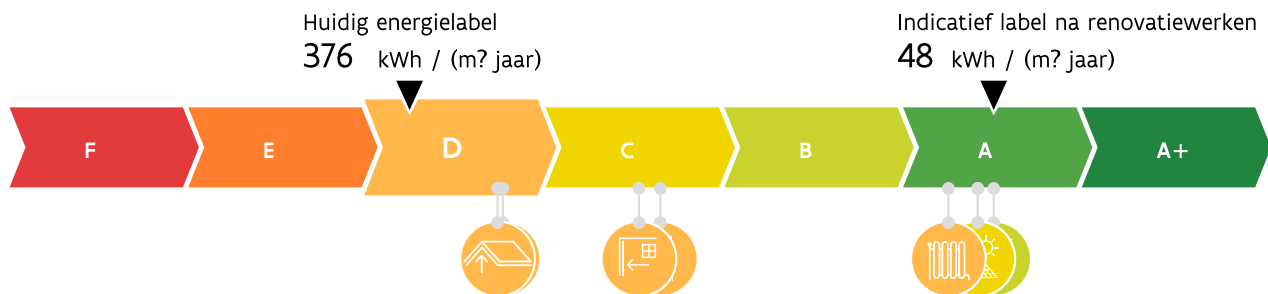 Huidig energielabel
376 kWh / (m? jaar)
Indicatief label na renovatiewerken
48 kWh / (m? jaar)
F E D C B A A+